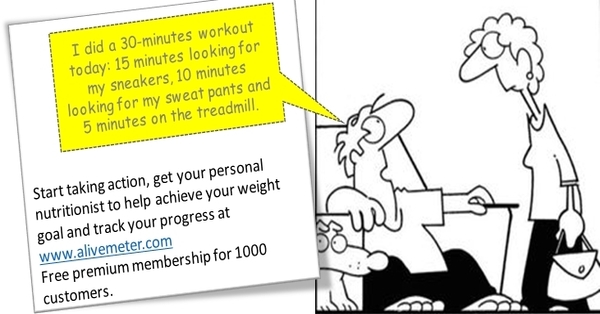 I did a 30-minutes workout
today: 15 minutes looking for
my sneakers, 10 minutes
looking for my sweat pants and
5 minutes on the treadmill.
Start taking action, get your personal
nutritionist to help achieve your weight
goal and track your progress at
www.alivemeter.com
Free premium membership for 1000
customers.